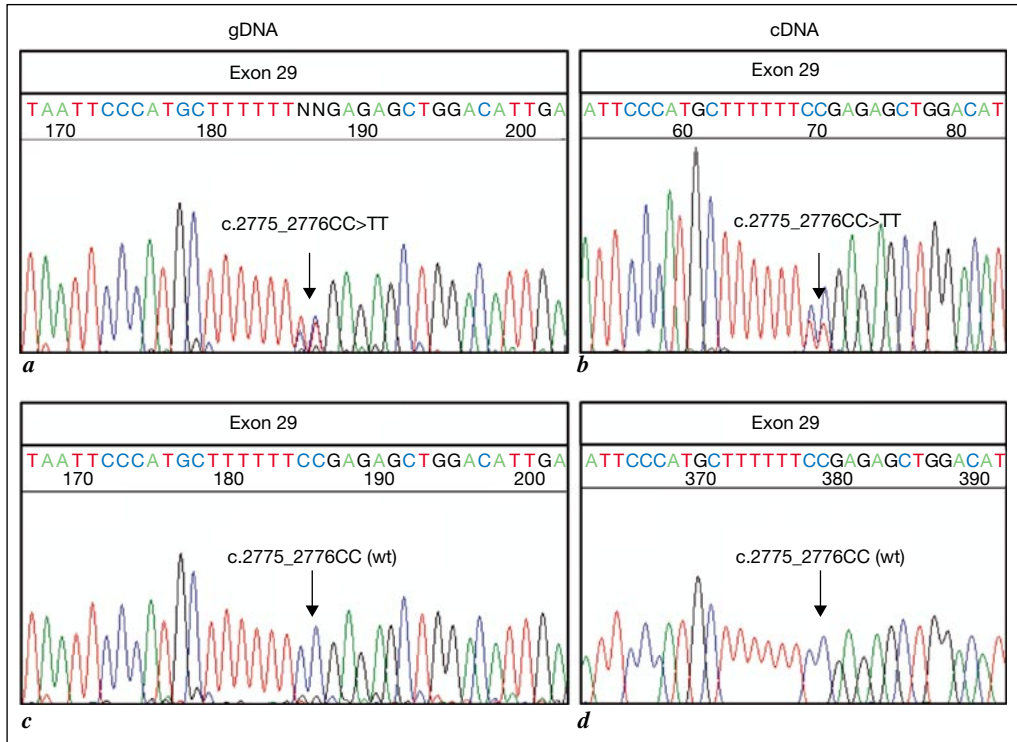 gDNA
cDNA
Exon 29
Exon 29
TAATTCCCATGCTTTTTTNNGAGAGCTGGACATTGA
ATTCCCATGCTTTTTTCCGAGAGCTGGACAT
170 180 190 200
60 70 80
c.2775_2776CC>TT
c.2775_2776CC>TT
a
b
Exon 29
Exon 29
TAATTCCCATGCTTTTTTCCGAGAGCTGGACATTGA
ATTCCCATGCTTTTTTCCGAGAGCTGGACAT
170 180 190 200
370 380 390
c.2775_2776CC (wt)
c.2775_2776CC (wt)
c
d